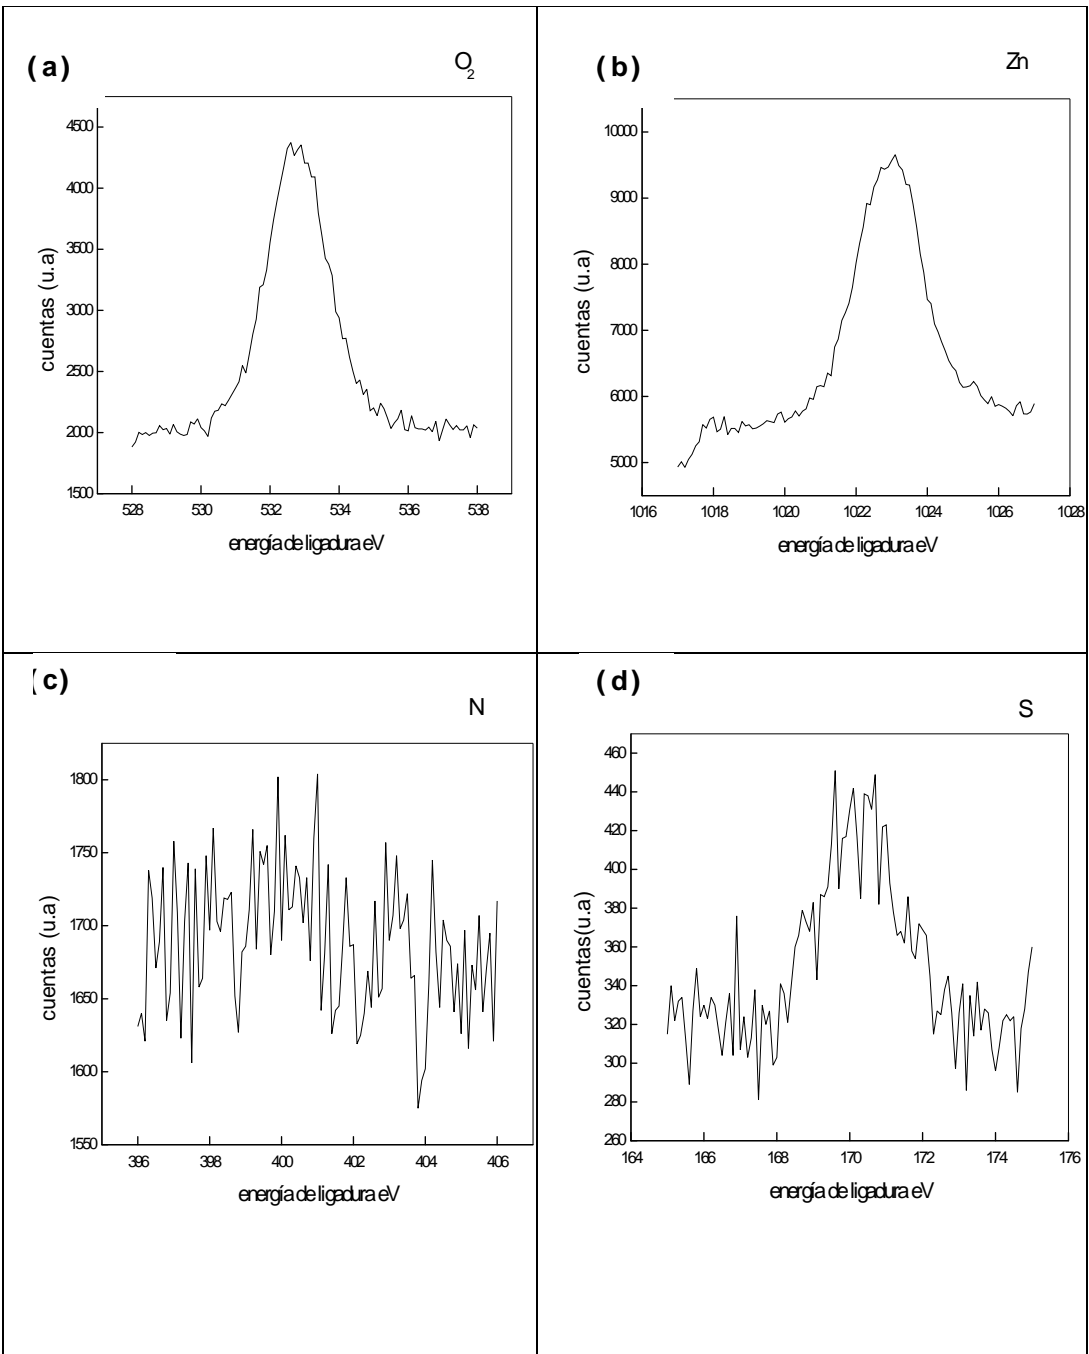 (a)
O₂
4500
4000
3500
3000
2500
2000
1500
528 530 532 534 536 538
cuentas (u.a)
energía de ligadura eV
(b)
Zn
10000
9000
8000
7000
6000
5000
1016 1018 1020 1022 1024 1026 1028
cuentas (u.a)
energía de ligadura eV
(c)
N
1800
1750
1700
1650
1600
1550
396 398 400 402 404 406
cuentas (u.a)
energía de ligadura eV
(d)
S
460
440
420
400
380
360
340
320
300
280
260
164 166 168 170 172 174 176
cuentas(u.a)
energía de ligadura eV